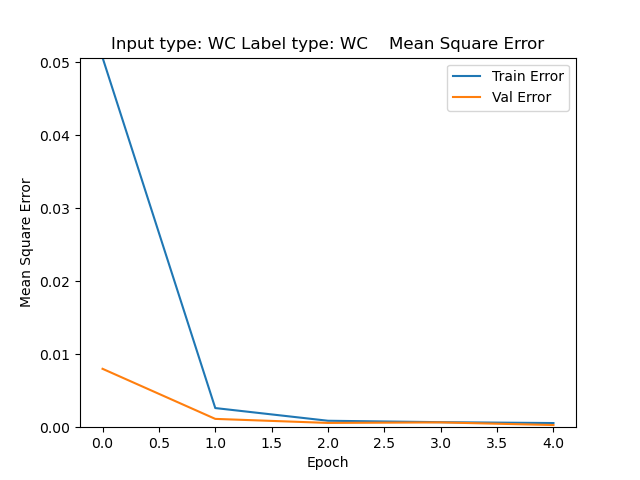 Input type: WC Label type: WC    Mean Square Error
Train Error
Val Error
Mean Square Error
0.05
0.04
0.03
0.02
0.01
0.00
0.0 0.5 1.0 1.5 2.0 2.5 3.0 3.5 4.0
Epoch